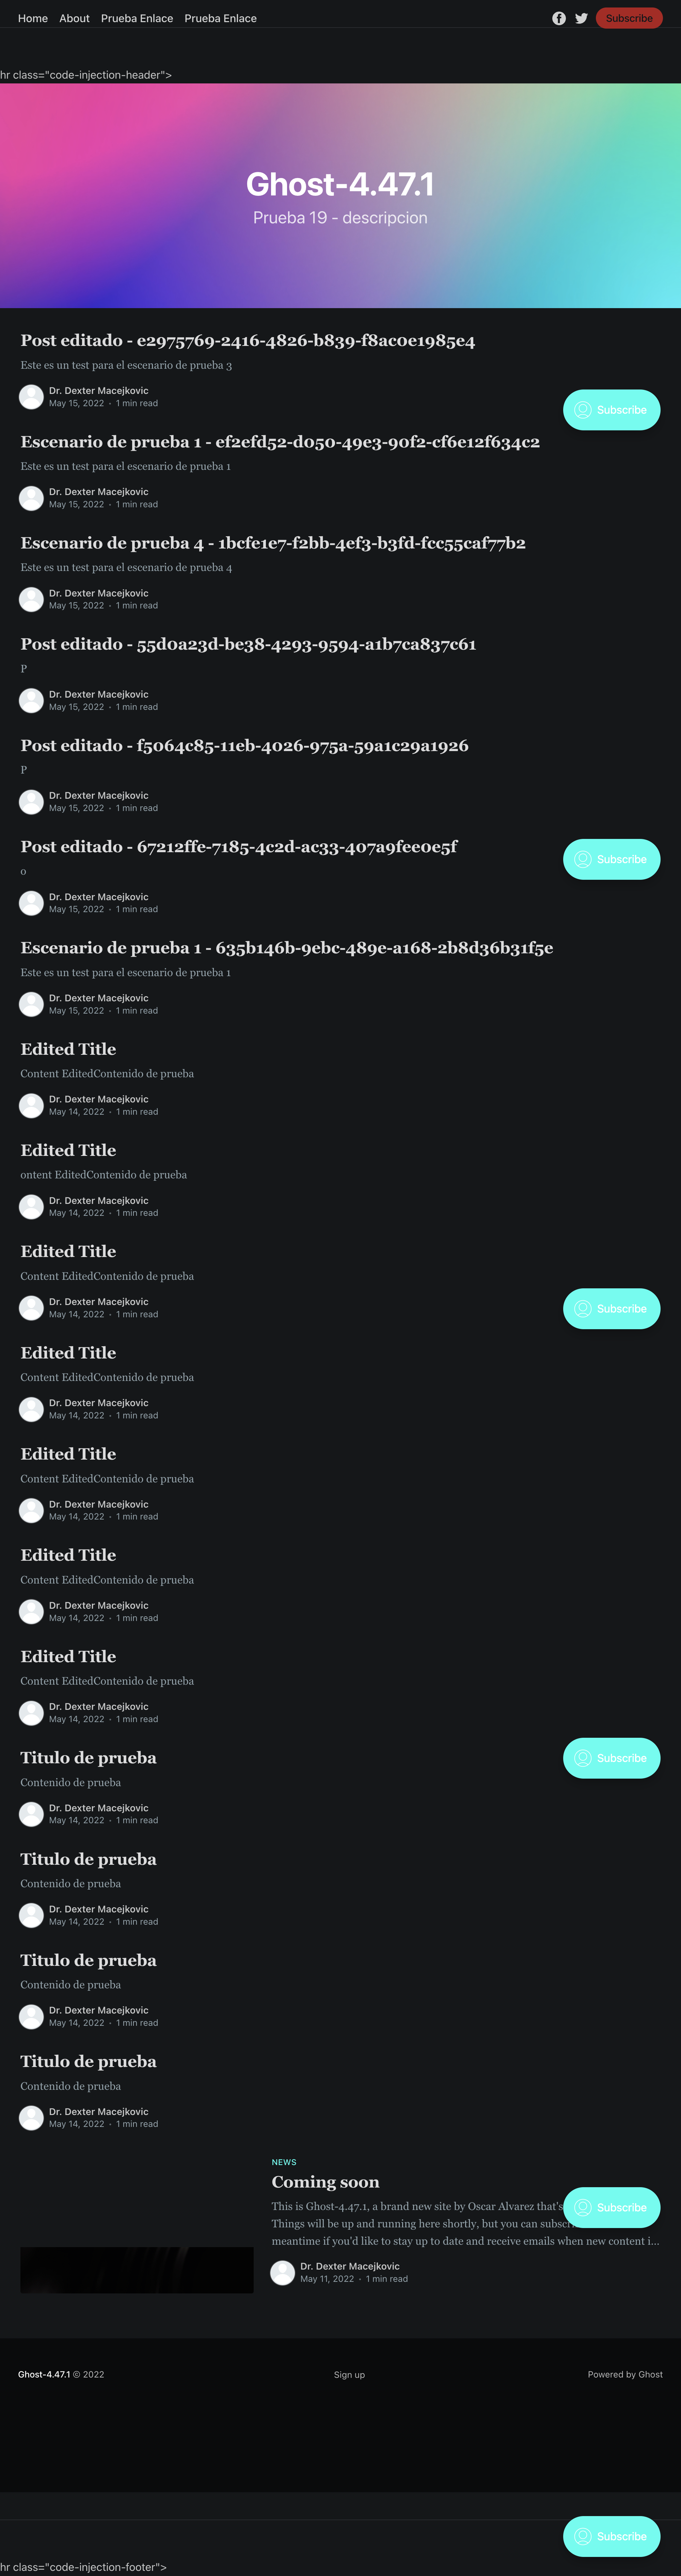 Home About Prueba Enlace Prueba Enlace Subscribe
hr class="code-injection-header">
Ghost-4.47.1
Prueba 19 - descripcion
Post editado - e2975769-2416-4826-b839-f8ac0e1985e4
Este es un test para el escenario de prueba 3
Dr. Dexter Macejkovic
May 15, 2022 · 1 min read
Subscribe
Escenario de prueba 1 - ef2efd52-d050-49e3-90f2-cf6e12f634c2
Este es un test para el escenario de prueba 1
Dr. Dexter Macejkovic
May 15, 2022 · 1 min read
Escenario de prueba 4 - 1bcfe1e7-f2bb-4ef3-b3fd-fcc55caf77b2
Este es un test para el escenario de prueba 4
Dr. Dexter Macejkovic
May 15, 2022 · 1 min read
Post editado - 55d0a23d-be38-4293-9594-a1b7ca837c61
P
Dr. Dexter Macejkovic
May 15, 2022 · 1 min read
Post editado - f5064c85-11eb-4026-975a-59a1c29a1926
P
Dr. Dexter Macejkovic
May 15, 2022 · 1 min read
Post editado - 67212ffe-7185-4c2d-ac33-407a9fee0e5f
Subscribe
o
Dr. Dexter Macejkovic
May 15, 2022 · 1 min read
Escenario de prueba 1 - 635b146b-9ebc-489e-a168-2b8d36b31f5e
Este es un test para el escenario de prueba 1
Dr. Dexter Macejkovic
May 15, 2022 · 1 min read
Edited Title
Content EditedContenido de prueba
Dr. Dexter Macejkovic
May 14, 2022 · 1 min read
Edited Title
ontent EditedContenido de prueba
Dr. Dexter Macejkovic
May 14, 2022 · 1 min read
Edited Title
Content EditedContenido de prueba
Dr. Dexter Macejkovic
May 14, 2022 · 1 min read
Subscribe
Edited Title
Content EditedContenido de prueba
Dr. Dexter Macejkovic
May 14, 2022 · 1 min read
Edited Title
Content EditedContenido de prueba
Dr. Dexter Macejkovic
May 14, 2022 · 1 min read
Edited Title
Content EditedContenido de prueba
Dr. Dexter Macejkovic
May 14, 2022 · 1 min read
Edited Title
Content EditedContenido de prueba
Dr. Dexter Macejkovic
May 14, 2022 · 1 min read
Titulo de prueba
Subscribe
Contenido de prueba
Dr. Dexter Macejkovic
May 14, 2022 · 1 min read
Titulo de prueba
Contenido de prueba
Dr. Dexter Macejkovic
May 14, 2022 · 1 min read
Titulo de prueba
Contenido de prueba
Dr. Dexter Macejkovic
May 14, 2022 · 1 min read
Titulo de prueba
Contenido de prueba
Dr. Dexter Macejkovic
May 14, 2022 · 1 min read
NEWS
Coming soon
This is Ghost-4.47.1, a brand new site by Oscar Alvarez that's
Subscribe
Things will be up and running here shortly, but you can
meantime if you'd like to stay up to date and receive emails when new content i...
Dr. Dexter Macejkovic
May 11, 2022 · 1 min read
Ghost-4.47.1 © 2022 Sign up Powered by Ghost
Subscribe
hr class="code-injection-footer">